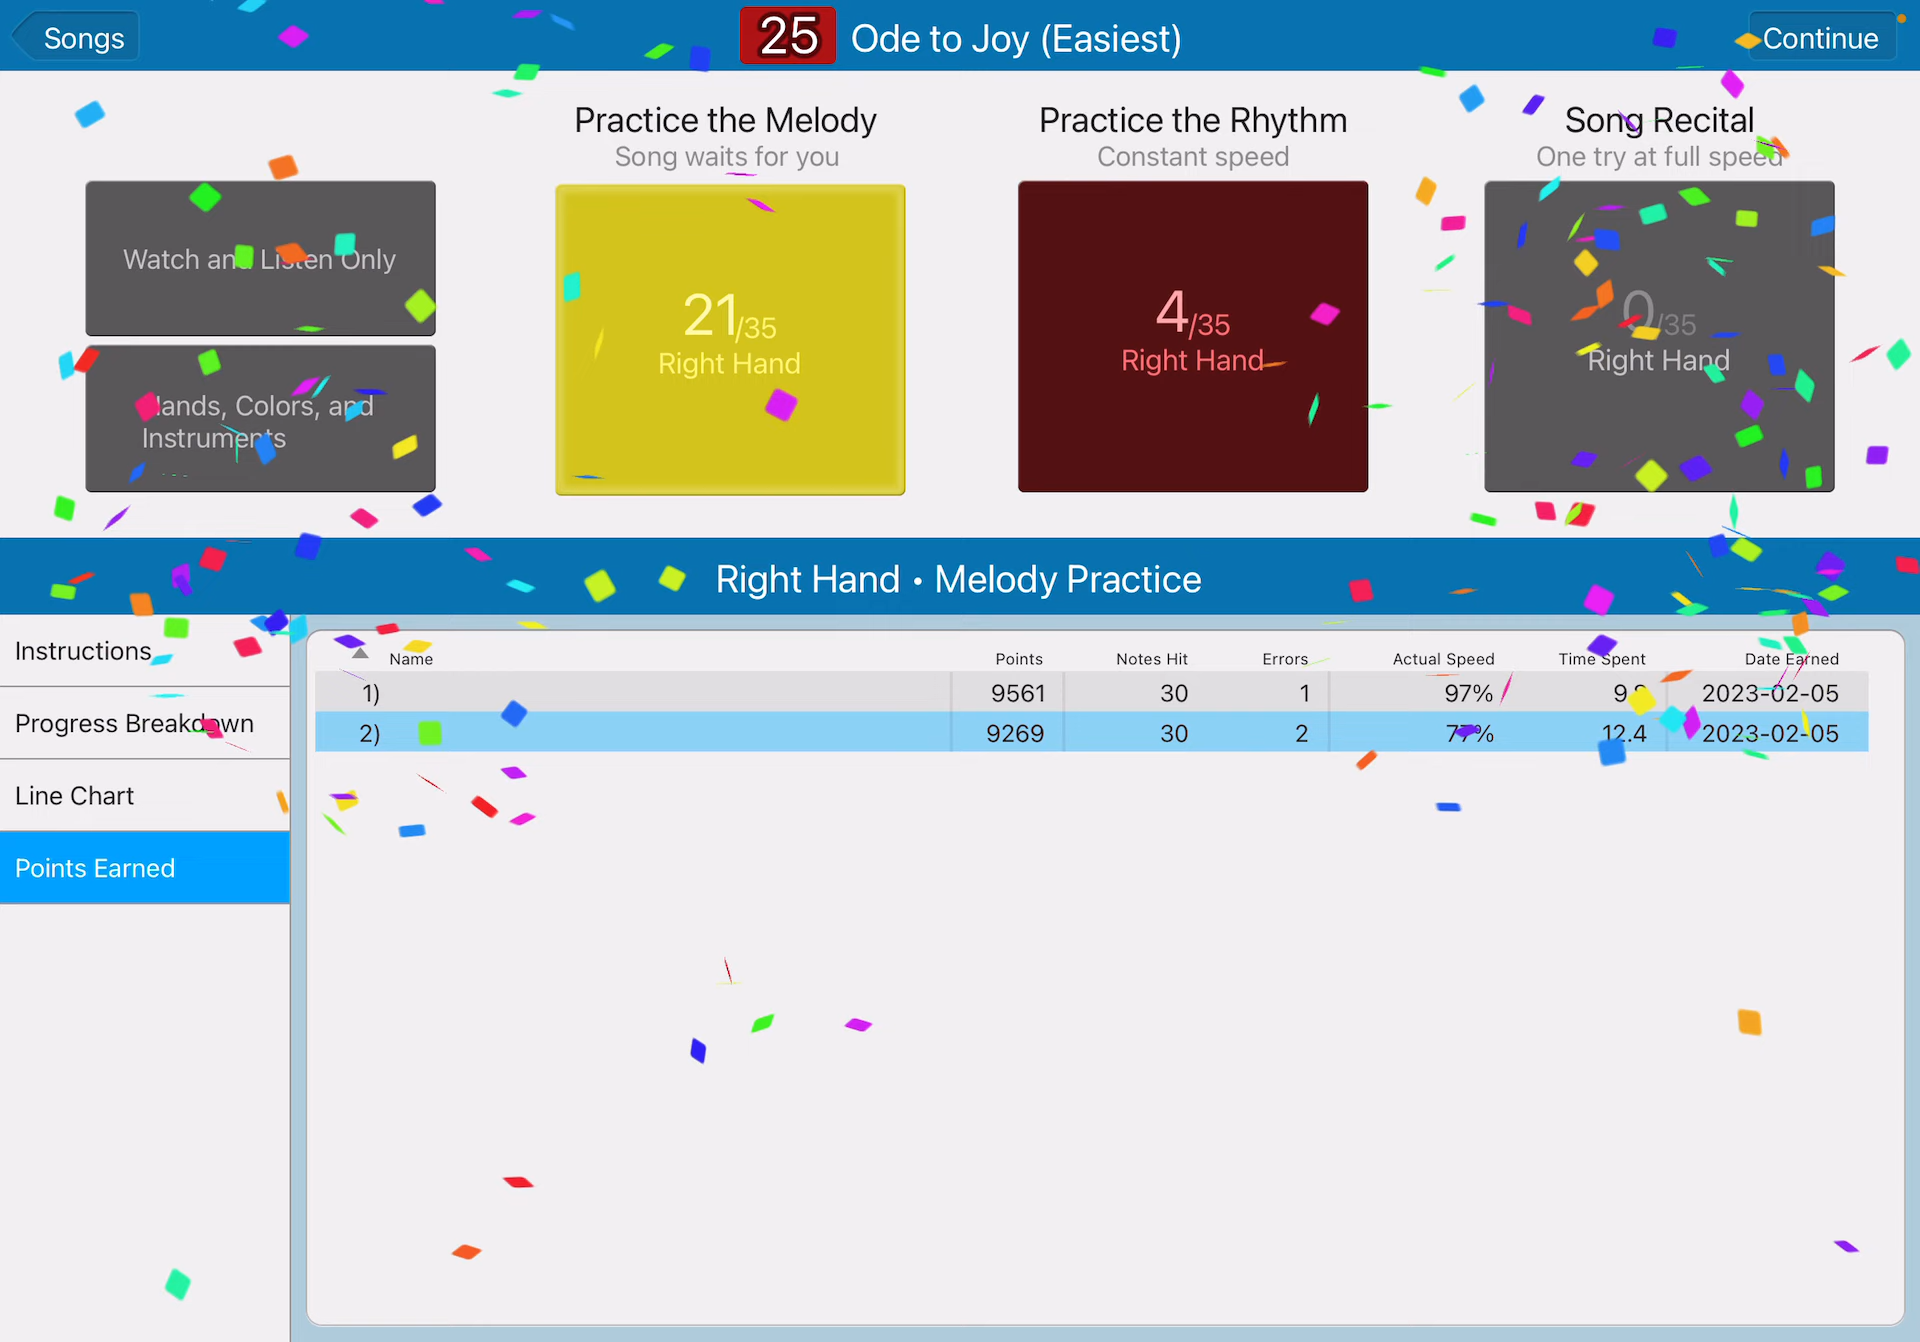 Songs
25 Ode to Joy (Easiest)
Continue
Practice the Melody
Song waits for you
Practice the Rhythm
Constant speed
Song Recital
One try at full speed
Watch and Listen Only
Hands, Colors, and
Instruments
21/35
Right Hand
4/35
Right Hand
0/35
Right Hand
Right Hand • Melody Practice
Instructions
Progress Breakdown
Line Chart
Points Earned
Name Points Notes Hit Errors Actual Speed Time Spent Date Earned
1) 9561 30 1 97% 2023-02-05
2) 9269 30 2 77% 12.4 2023-02-05